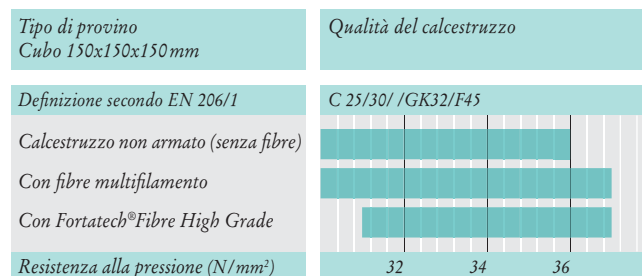 Tipo di provino
Cubo 150x150x150 mm
Qualità del calcestruzzo
Definizione secondo EN 206/1
C 25/30/ /GK32/F45
Calcestruzzo non armato (senza fibre)
Con fibre multifilamento
Con Fortatech®Fibre High Grade
Resistenza alla pressione (N/mm²)
32 34 36